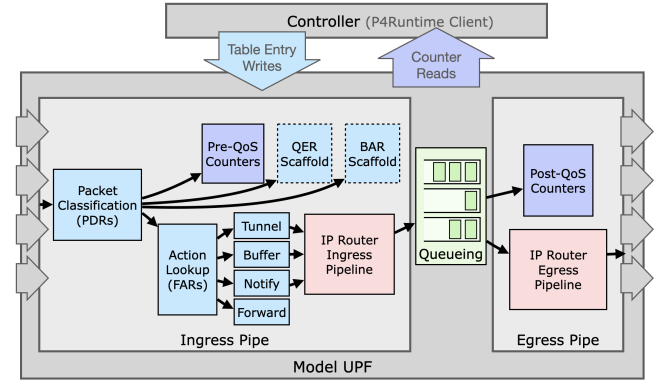 Controller (P4Runtime Client)
Table Entry
Writes
Counter
Reads
Pre-QoS
Counters
QER
Scaffold
BAR
Scaffold
Packet
Classification
(PDRs)
Action
Lookup
(FARs)
Tunnel
Buffer
Notify
Forward
IP Router
Ingress
Pipeline
Ingress Pipe
Queueing
Post-QoS
Counters
IP Router
Egress
Pipeline
Egress Pipe
Model UPF